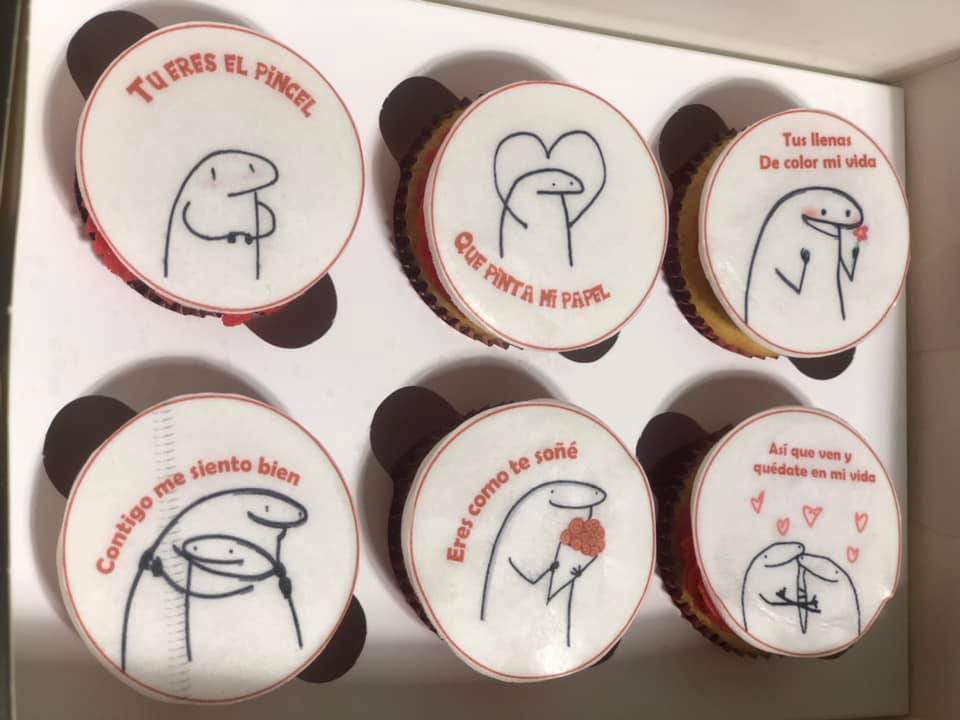 TU ERES EL PINCEL
QUE PINTA MI PAPEL
Tus llenas
De color mi vida
Contigo me siento bien
Eres como te soñé
Así que ven y
quédate en mi vida